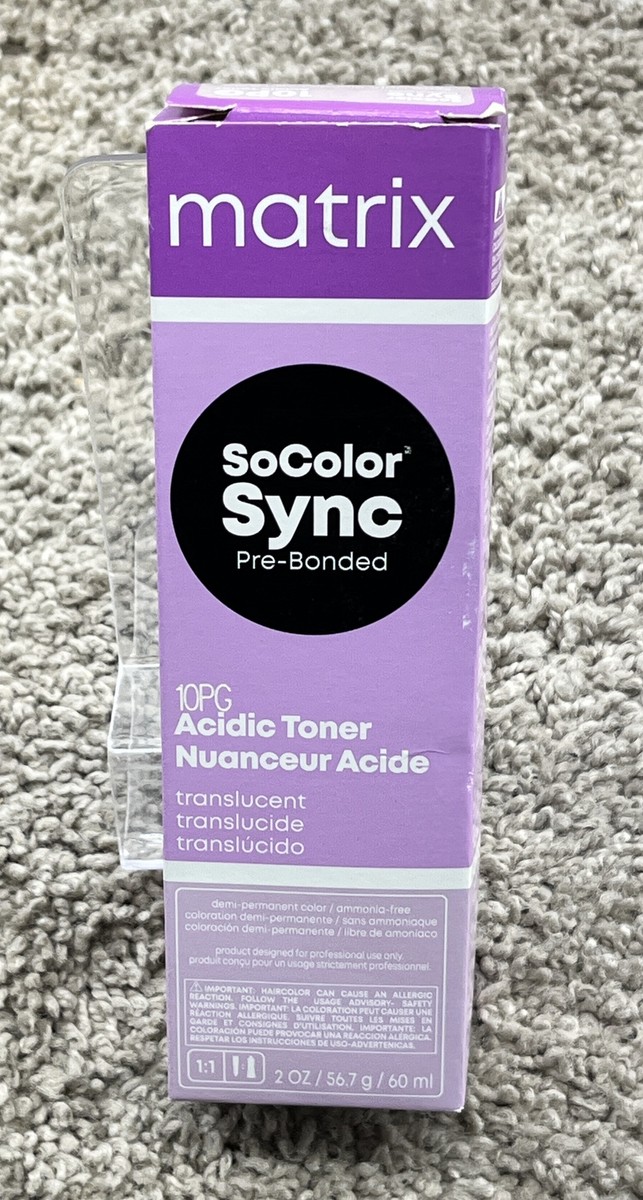 matrix
SoColor™
Sync
Pre-Bonded
10PG
Acidic Toner
Nuanceur Acide
translucent
translucide
translúcido
demi-permanent color / ammonia-free
coloration demi-permanente / sans ammoniaque
coloración demi-permanente / libre de amoniaco
product designed for professional use only.
produit conçu pour un usage strictement professionnel.
⚠ IMPORTANT: HAIRCOLOR CAN CAUSE AN ALLERGIC
REACTION. FOLLOW THE USAGE ADVISORY- SAFETY
WARNINGS. IMPORTANT: LA COLORATION PEUT CAUSER UNE
RÉACTION ALLERGIQUE. SUIVRE TOUTES LES MISES EN
GARDE ET CONSIGNES D'UTILISATION. IMPORTANTE: LA
COLORACIÓN PUEDE PROVOCAR UNA REACCIÓN ALÉRGICA.
RESPETAR LOS INSTRUCCIONES DE USO-ADVERTENCIAS.
1:1
2 OZ / 56.7 g / 60 ml